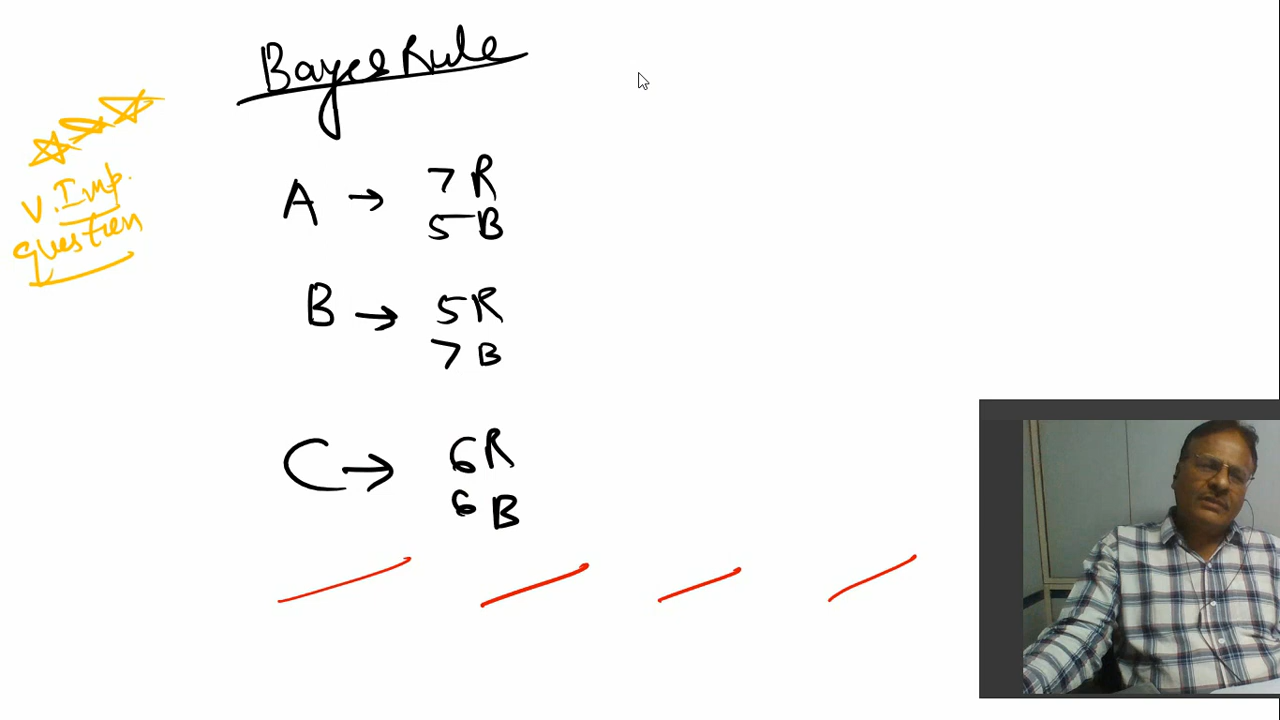 Bayes Rule
V. Imp.
question
A → 7 R
5 B
B → 5 R
7 B
C → 6 R
6 B